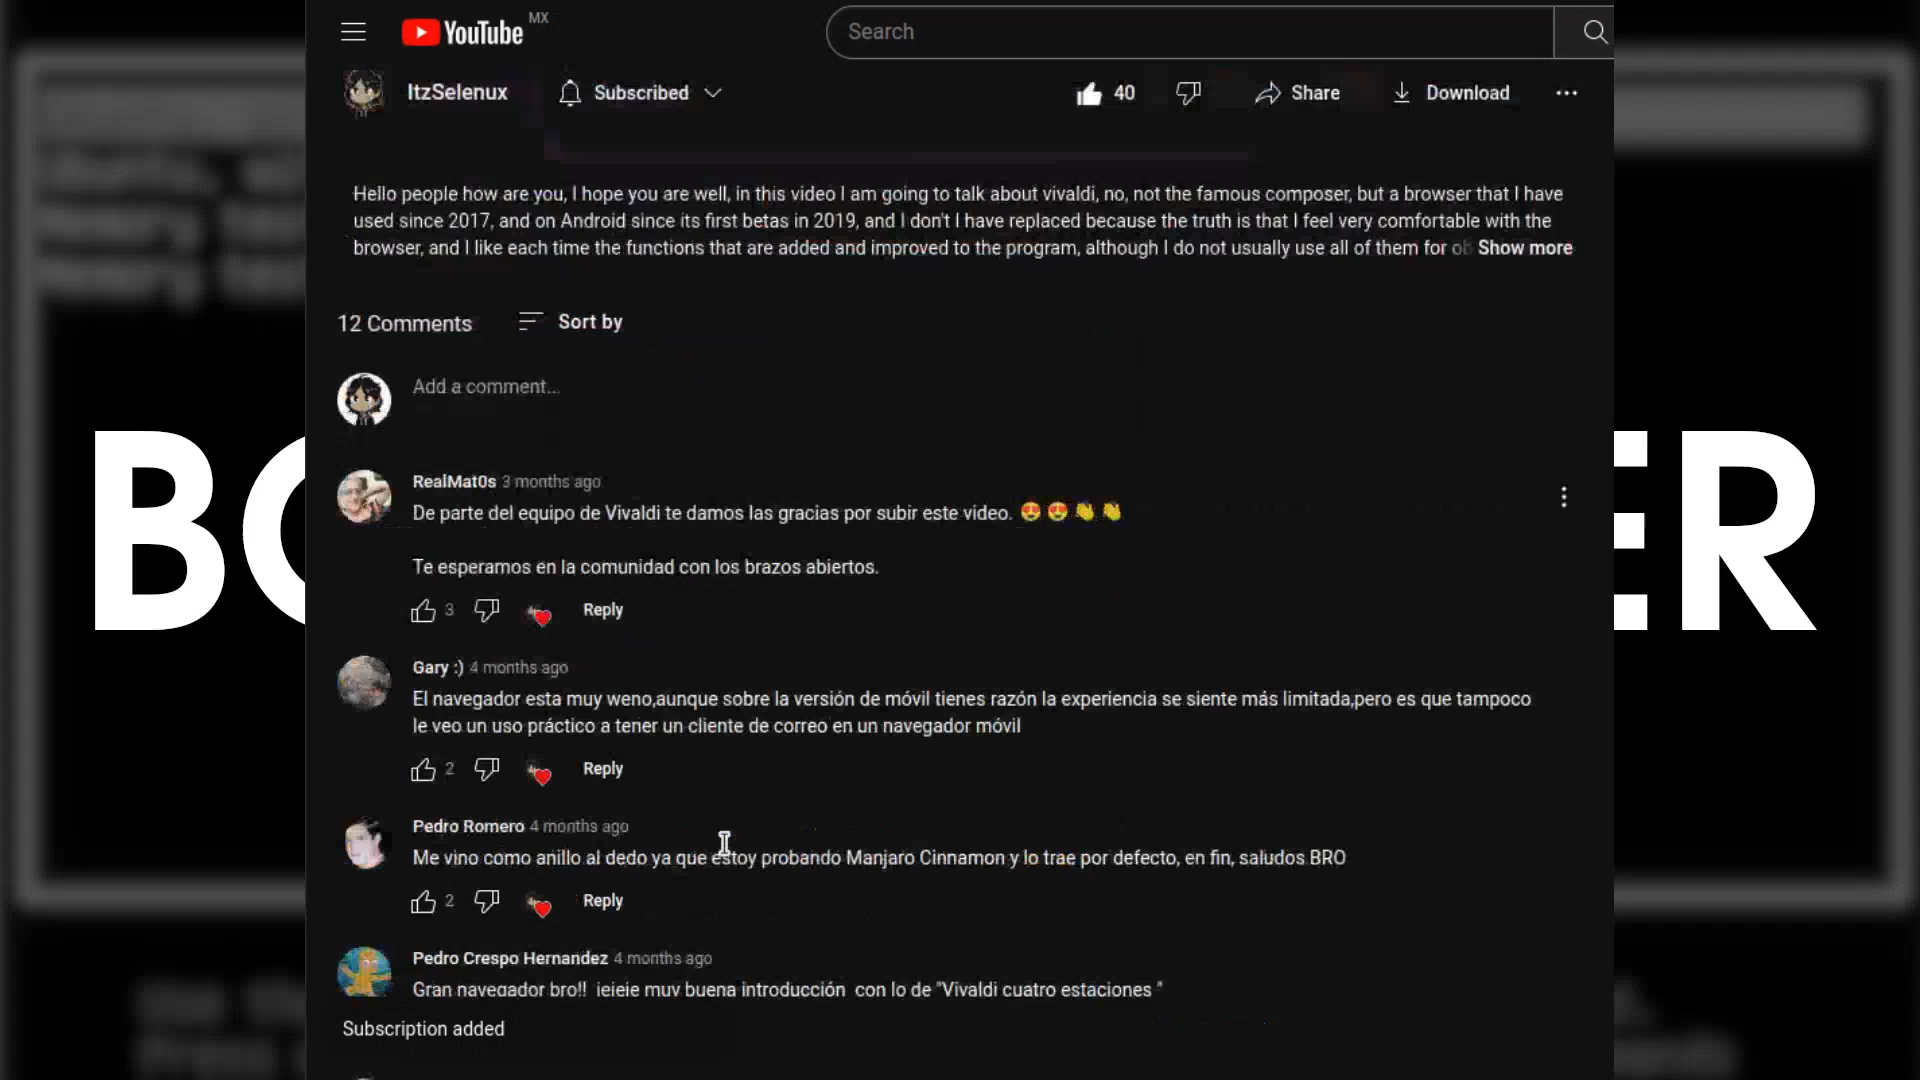 YouTube MX
Search
ItzSelenux
Subscribed
40
Share
Download
Hello people how are you, I hope you are well, in this video I am going to talk about vivaldi, no, not the famous composer, but a browser that I have
used since 2017, and on Android since its first betas in 2019, and I don't I have replaced because the truth is that I feel very comfortable with the
browser, and I like each time the functions that are added and improved to the program, although I do not usually use all of them for ob Show more
12 Comments
Sort by
Add a comment...
RealMat0s 3 months ago
De parte del equipo de Vivaldi te damos las gracias por subir este video. 😍 😍 👏 👏
Te esperamos en la comunidad con los brazos abiertos.
3
Reply
Gary :) 4 months ago
El navegador esta muy weno,aunque sobre la versión de móvil tienes razón la experiencia se siente más limitada,pero es que tampoco
le veo un uso práctico a tener un cliente de correo en un navegador móvil
2
Reply
Pedro Romero 4 months ago
Me vino como anillo al dedo ya que estoy probando Manjaro Cinnamon y lo trae por defecto, en fin, saludos BRO
2
Reply
Pedro Crespo Hernandez 4 months ago
Gran navegador bro!! jejeje muy buena introducción con lo de "Vivaldi cuatro estaciones "
Subscription added